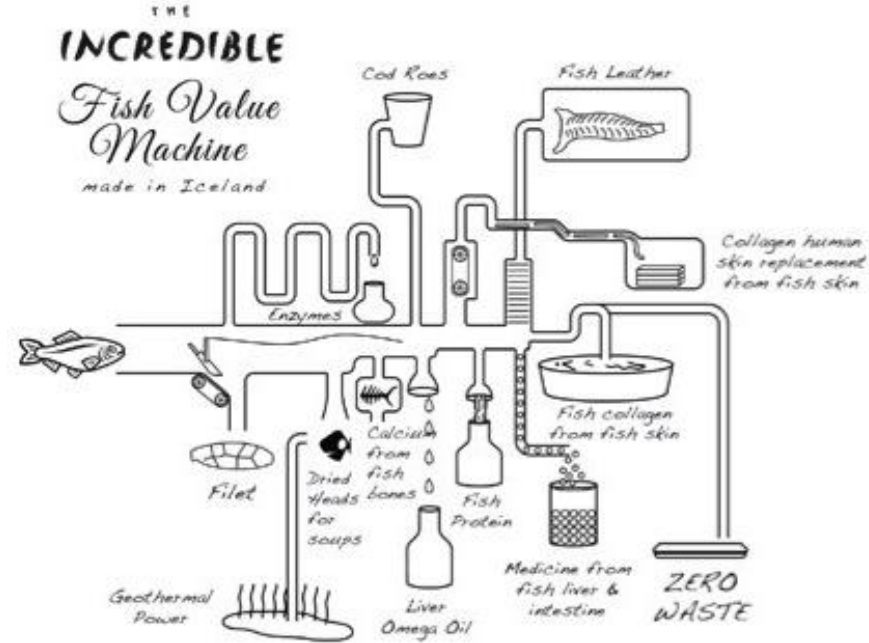 THE
INCREDIBLE
Fish Value
Machine
made in Iceland
Cod Roes
Fish Leather
Collagen human
skin replacement
from fish skin
Enzymes
Fish collagen
from fish skin
Filet
Dried
Heads
for
soups
Calcium
from
fish
bones
Fish
Protein
Geothermal
Power
Liver
Omega Oil
Medicine from
fish liver &
intestine
ZERO
WASTE